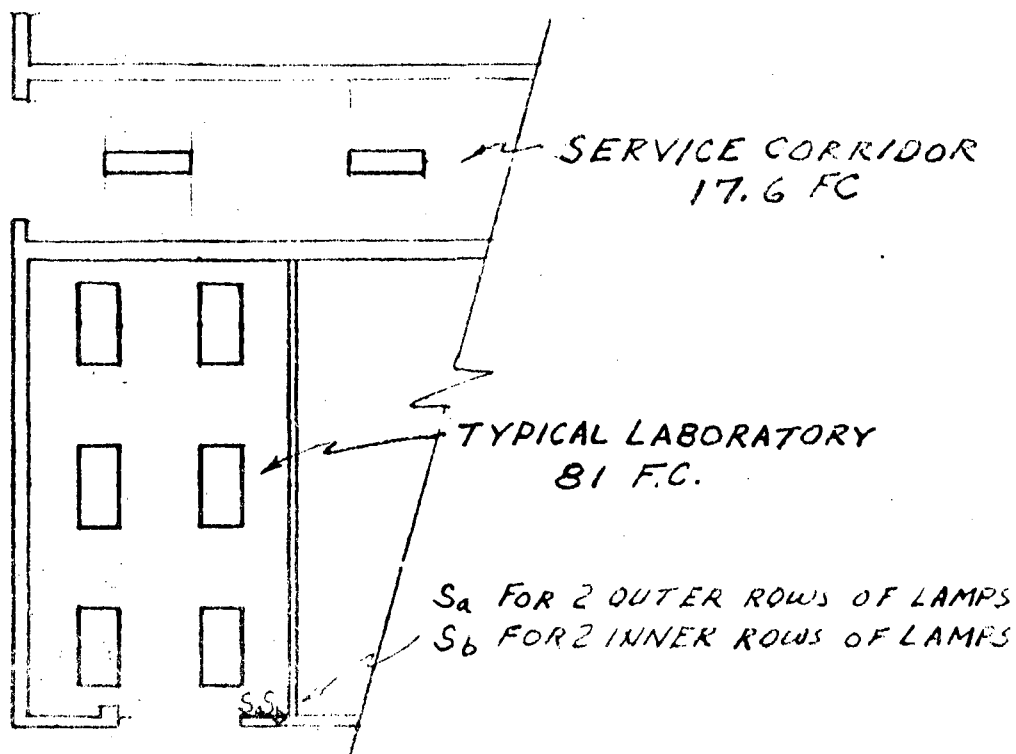 SERVICE CORRIDOR
17.6 FC
TYPICAL LABORATORY
81 F.C.
Sa FOR 2 OUTER ROWS OF LAMPS
Sb FOR 2 INNER ROWS OF LAMPS
SaSb